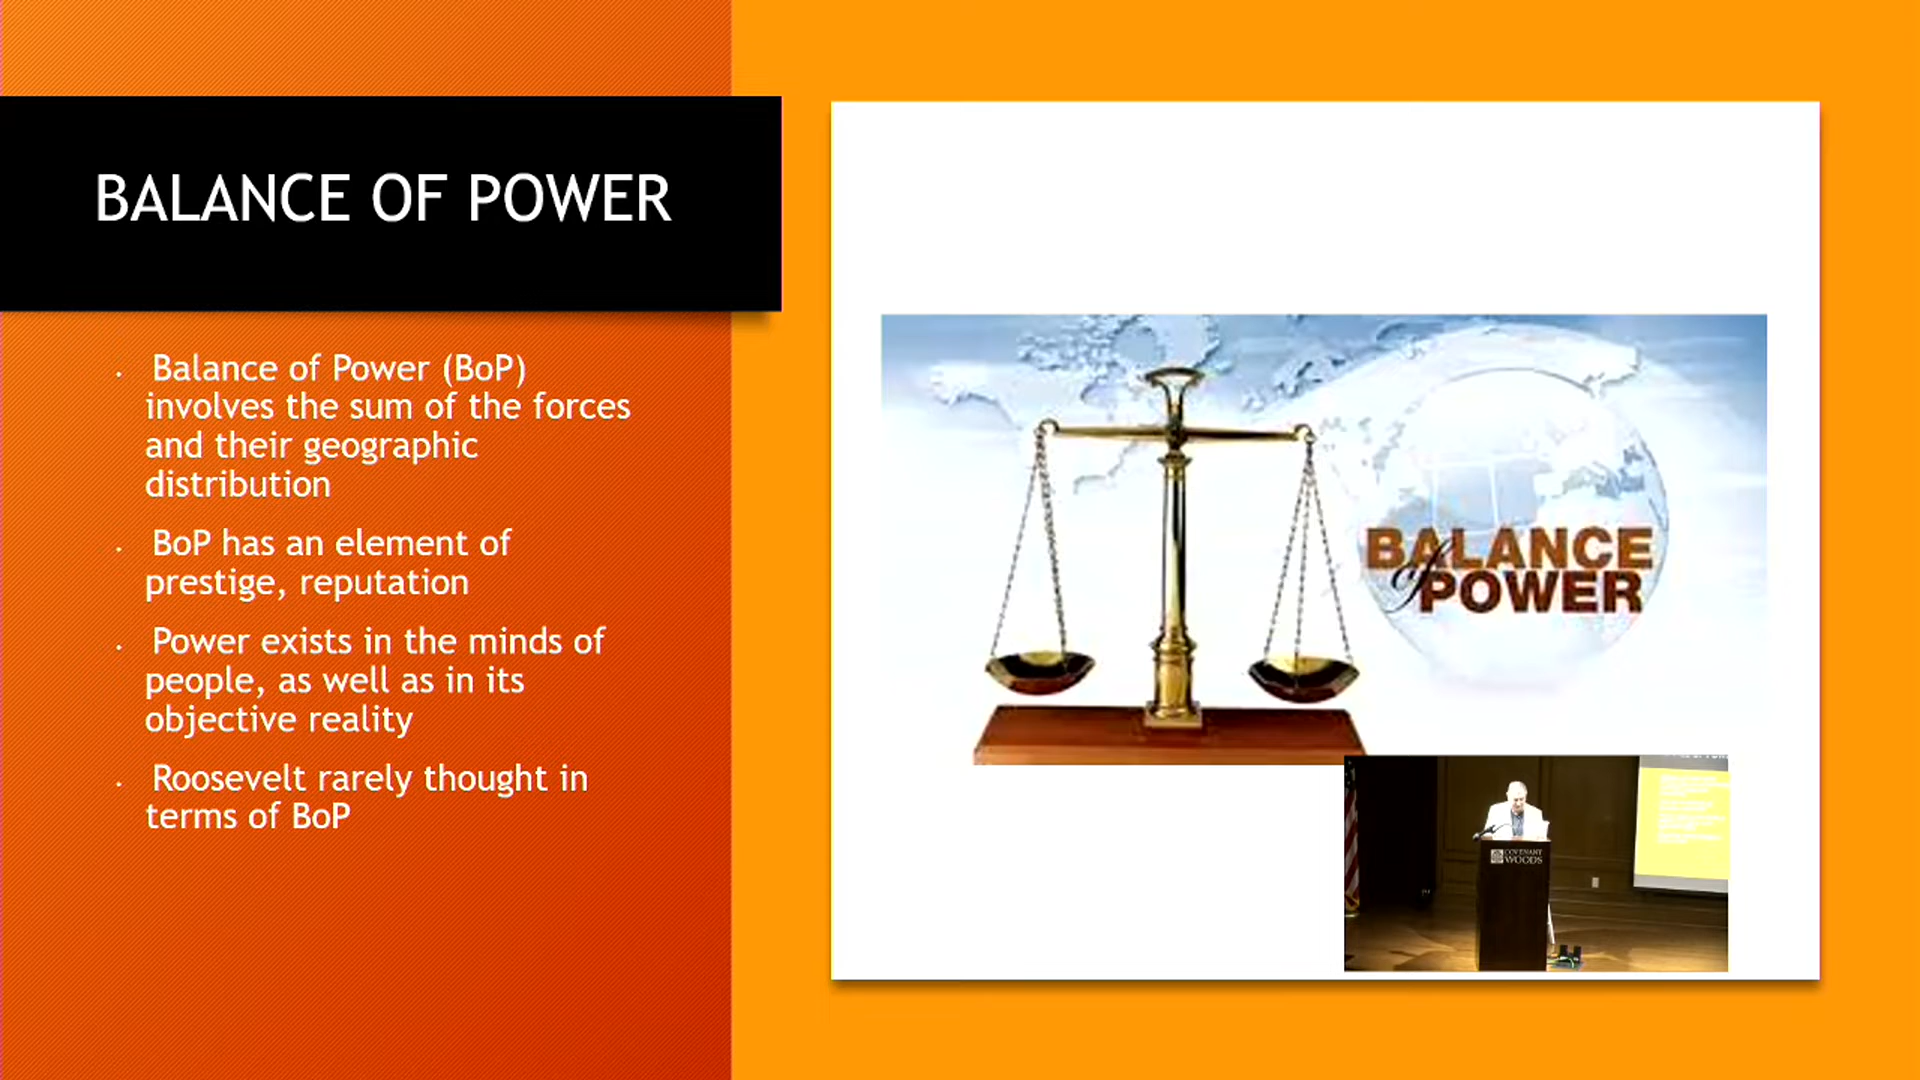 BALANCE OF POWER
· Balance of Power (BoP)
involves the sum of the forces
and their geographic
distribution
· BoP has an element of
prestige, reputation
· Power exists in the minds of
people, as well as in its
objective reality
· Roosevelt rarely thought in
terms of BoP
BALANCE
of
POWER
COVENANT
WOODS